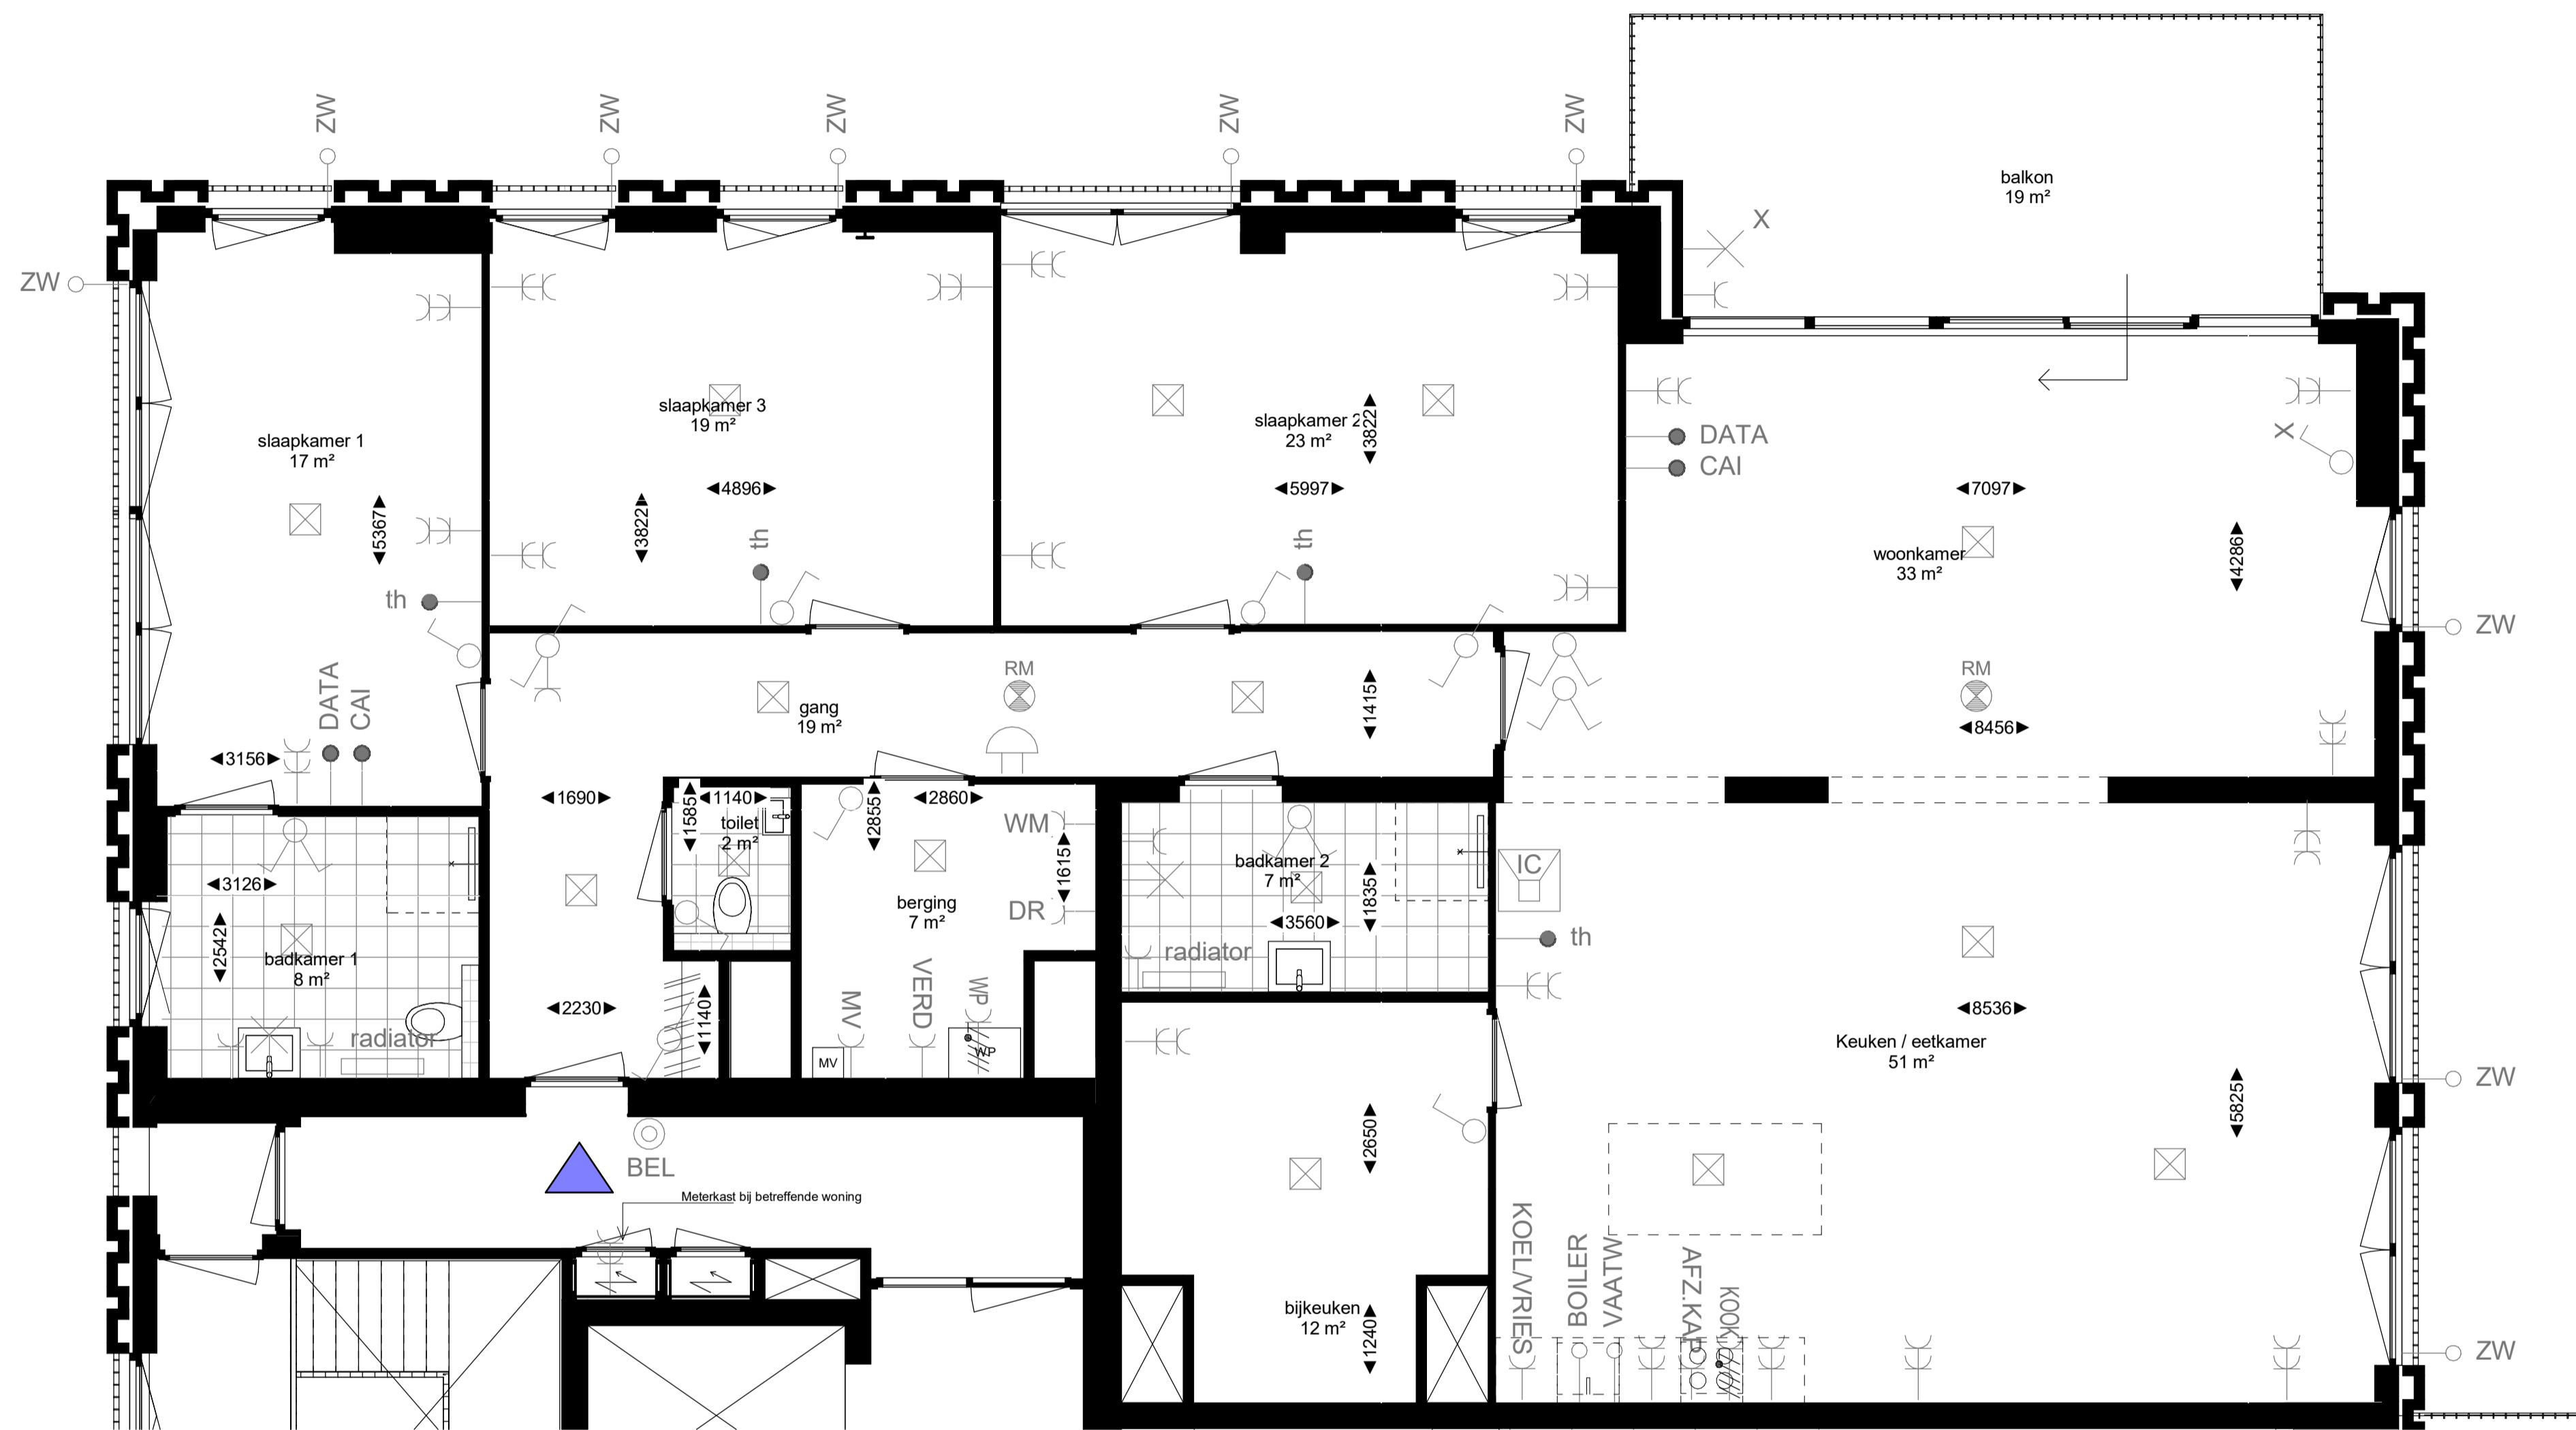 balkon
19 m²
ZW
ZW
ZW
ZW
ZW
X
ZW
slaapkamer 1
17 m²
slaapkamer 3
19 m²
slaapkamer 2
23 m²
3822
DATA
CAI
X
4896
5997
7097
5367
3822
th
th
woonkamer
33 m²
4286
th
ZW
DATA
CAI
RM
RM
gang
19 m²
1415
8456
3156
1690
1585
1140
toilet
2 m²
2855
2860
WM
1615
badkamer 2
7 m²
1835
IC
3126
berging
7 m²
DR
3560
2542
badkamer 1
8 m²
radiator
th
radiator
2230
1140
MV
VERD
WP
MV
WP
8536
Keuken / eetkamer
51 m²
5825
ZW
2650
BEL
Meterkast bij betreffende woning
KOEL/VRIES
BOILER
VAATW
AFZ.KAP
KOOK
bijkeuken
12 m²
1240
ZW